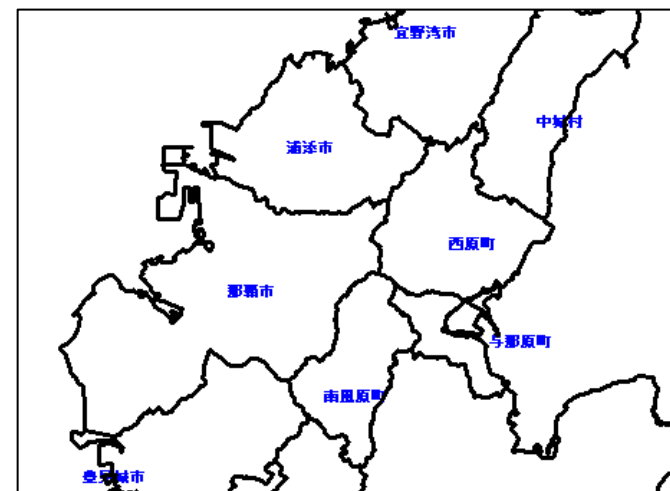 宜野湾市
中城村
浦添市
西原町
那覇市
与那原町
南風原町
豊見城市